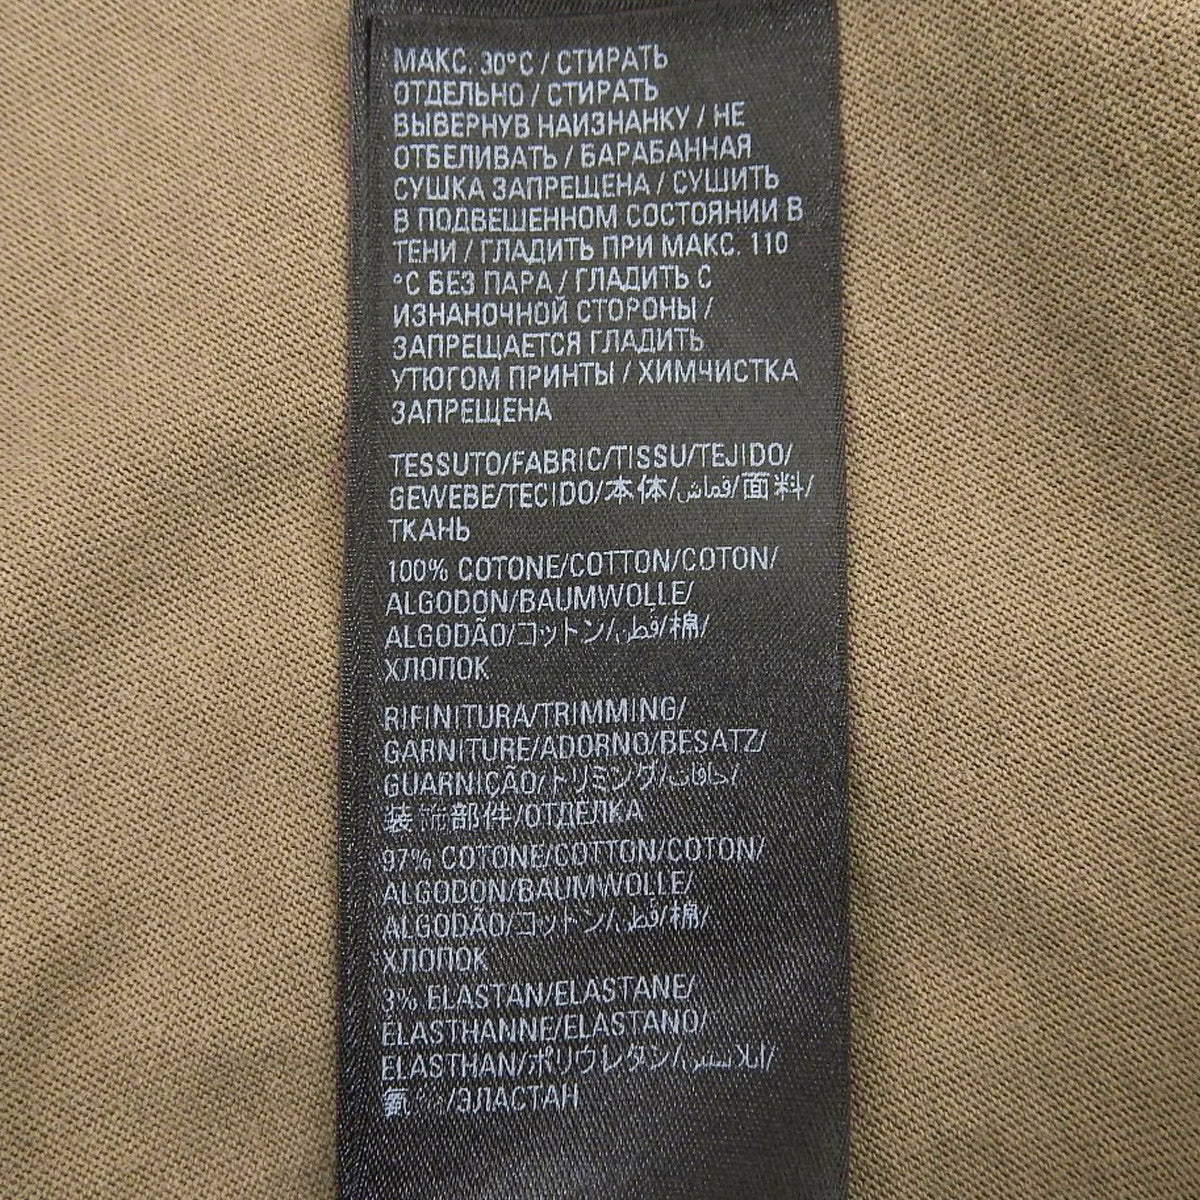 МАКС. 30°C / СТИРАТЬ
ОТДЕЛЬНО / СТИРАТЬ
ВЫВЕРНУВ НАИЗНАНКУ / НЕ
ОТБЕЛИВАТЬ / БАРАБАННАЯ
СУШКА ЗАПРЕЩЕНА / СУШИТЬ
В ПОДВЕШЕННОМ СОСТОЯНИИ В
ТЕНИ / ГЛАДИТЬ ПРИ МАКС. 110
°C БЕЗ ПАРА / ГЛАДИТЬ С
ИЗНАНОЧНОЙ СТОРОНЫ /
ЗАПРЕЩАЕТСЯ ГЛАДИТЬ
УТЮГОМ ПРИНТЫ / ХИМЧИСТКА
ЗАПРЕЩЕНА
TESSUTO/FABRIC/TISSU/TEJIDO/
GEWEBE/TECIDO/本体/قماش/面料/
ТКАНЬ
100% COTONE/COTTON/COTON/
ALGODON/BAUMWOLLE/
ALGODÃO/コットン/قطن/棉/
ХЛОПОК
RIFINITURA/TRIMMING/
GARNITURE/ADORNO/BESATZ/
GUARNIÇÃO/トリミング/حافات/
装饰部件/ОТДЕЛКА
97% COTONE/COTTON/COTON/
ALGODON/BAUMWOLLE/
ALGODÃO/コットン/قطن/棉/
ХЛОПОК
3% ELASTAN/ELASTANE/
ELASTHANNE/ELASTANO/
ELASTHAN/ポリウレタン/
/ЭЛАСТАН